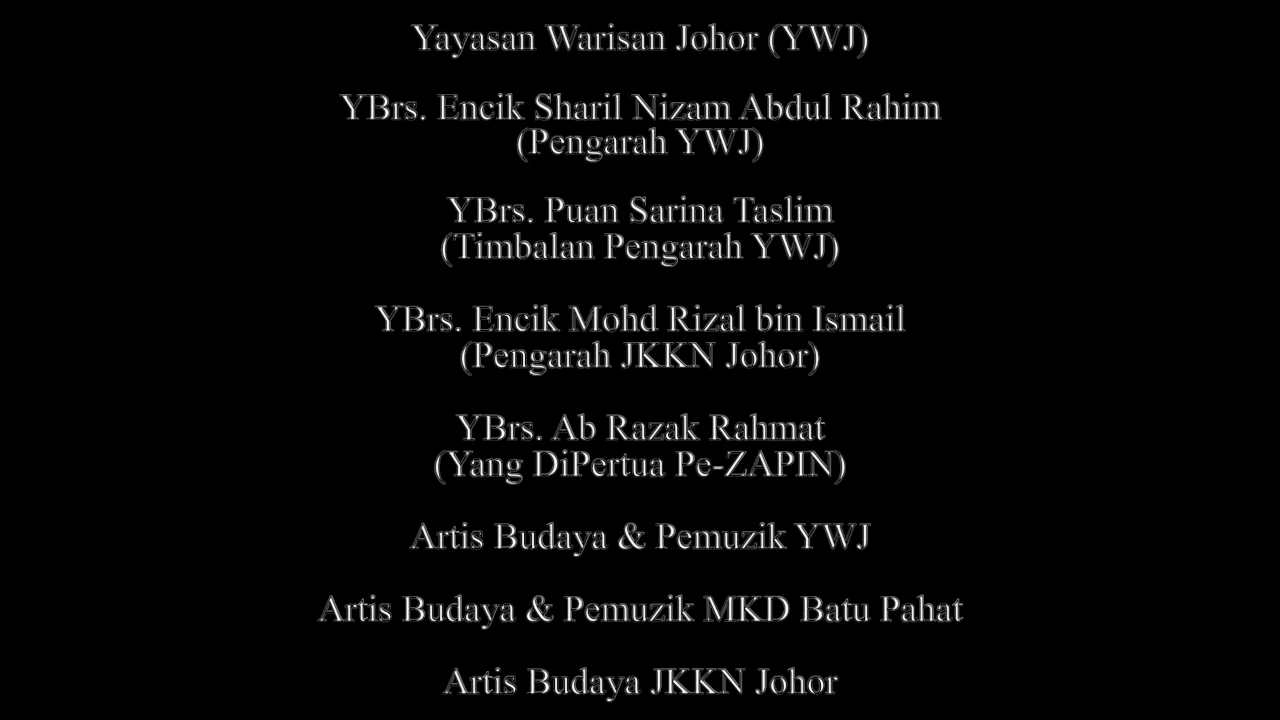 Yayasan Warisan Johor (YWJ)
YBrs. Encik Sharil Nizam Abdul Rahim
(Pengarah YWJ)
YBrs. Puan Sarina Taslim
(Timbalan Pengarah YWJ)
YBrs. Encik Mohd Rizal bin Ismail
(Pengarah JKKN Johor)
YBrs. Ab Razak Rahmat
(Yang DiPertua Pe-ZAPIN)
Artis Budaya & Pemuzik YWJ
Artis Budaya & Pemuzik MKD Batu Pahat
Artis Budaya JKKN Johor